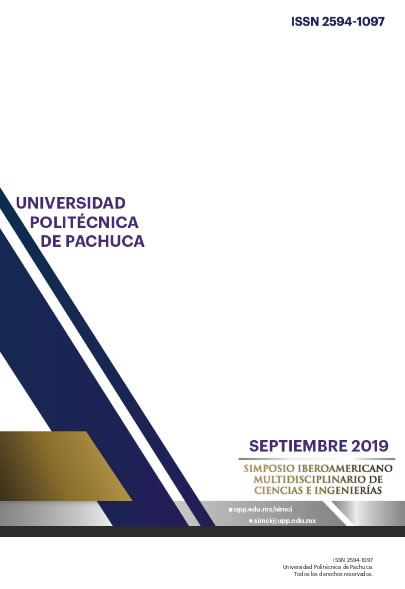 ISSN 2594-1097
UNIVERSIDAD
POLITÉCNICA
DE PACHUCA
SEPTIEMBRE 2019
SIMPOSIO IBEROAMERICANO
MULTIDISCIPLINARIO DE
CIENCIAS E INGENIERÍAS
upp.edu.mx/simci
simci@upp.edu.mx
ISSN 2594-1097
Universidad Politécnica de Pachuca.
Todos los derechos reservados.